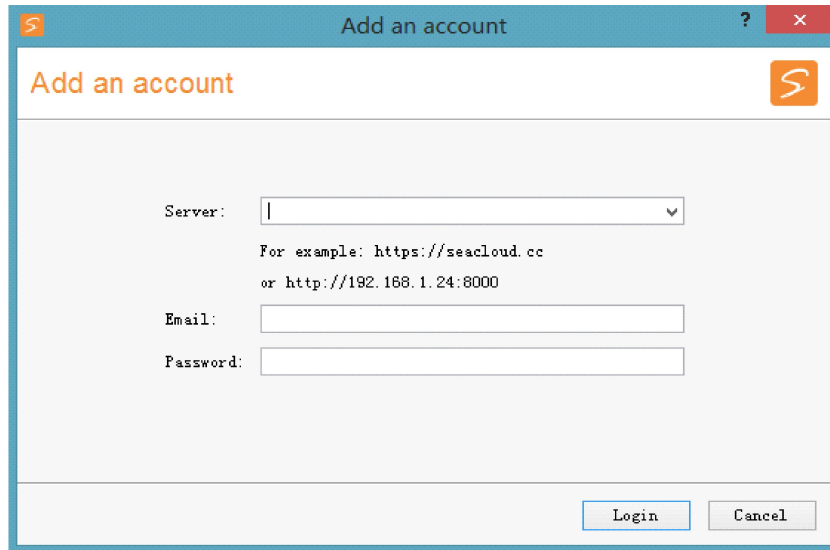 Add an account
?
Add an account
Server:
For example: https://seacloud.cc
or http://192.168.1.24:8000
Email:
Password:
Login
Cancel